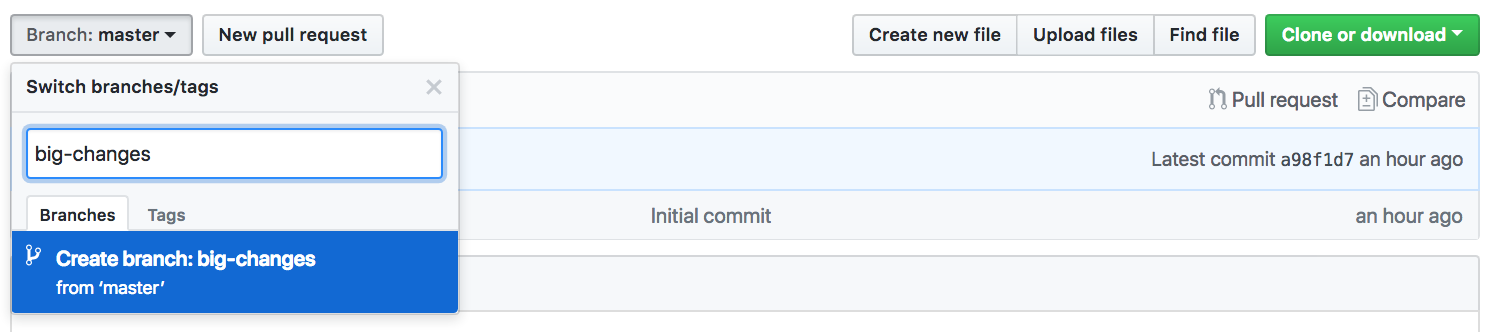 Branch: master New pull request Create new file Upload files Find file Clone or download
Switch branches/tags
Pull request Compare
big-changes
Latest commit a98f1d7 an hour ago
Branches Tags
Initial commit an hour ago
Create branch: big-changes
from ‘master’